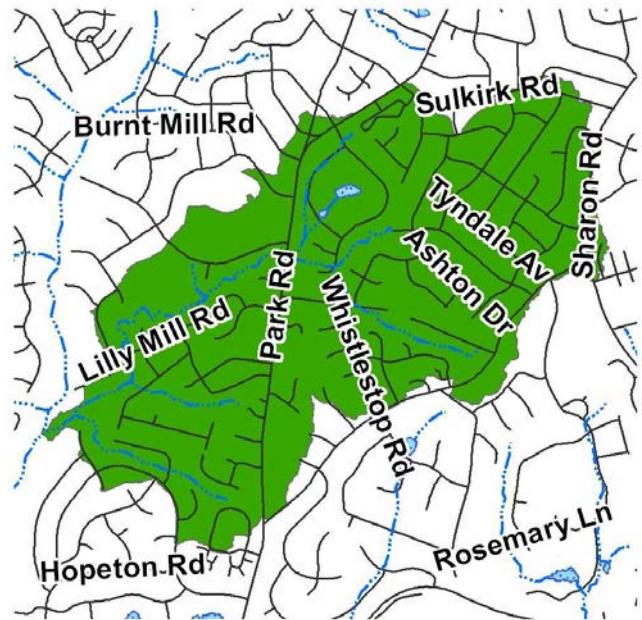 Sulkirk Rd
Burnt Mill Rd
Sharon Rd
Tyndale Av
Ashton Dr
Park Rd
Whistlestop Rd
Lilly Mill Rd
Rosemary Ln
Hopeton Rd